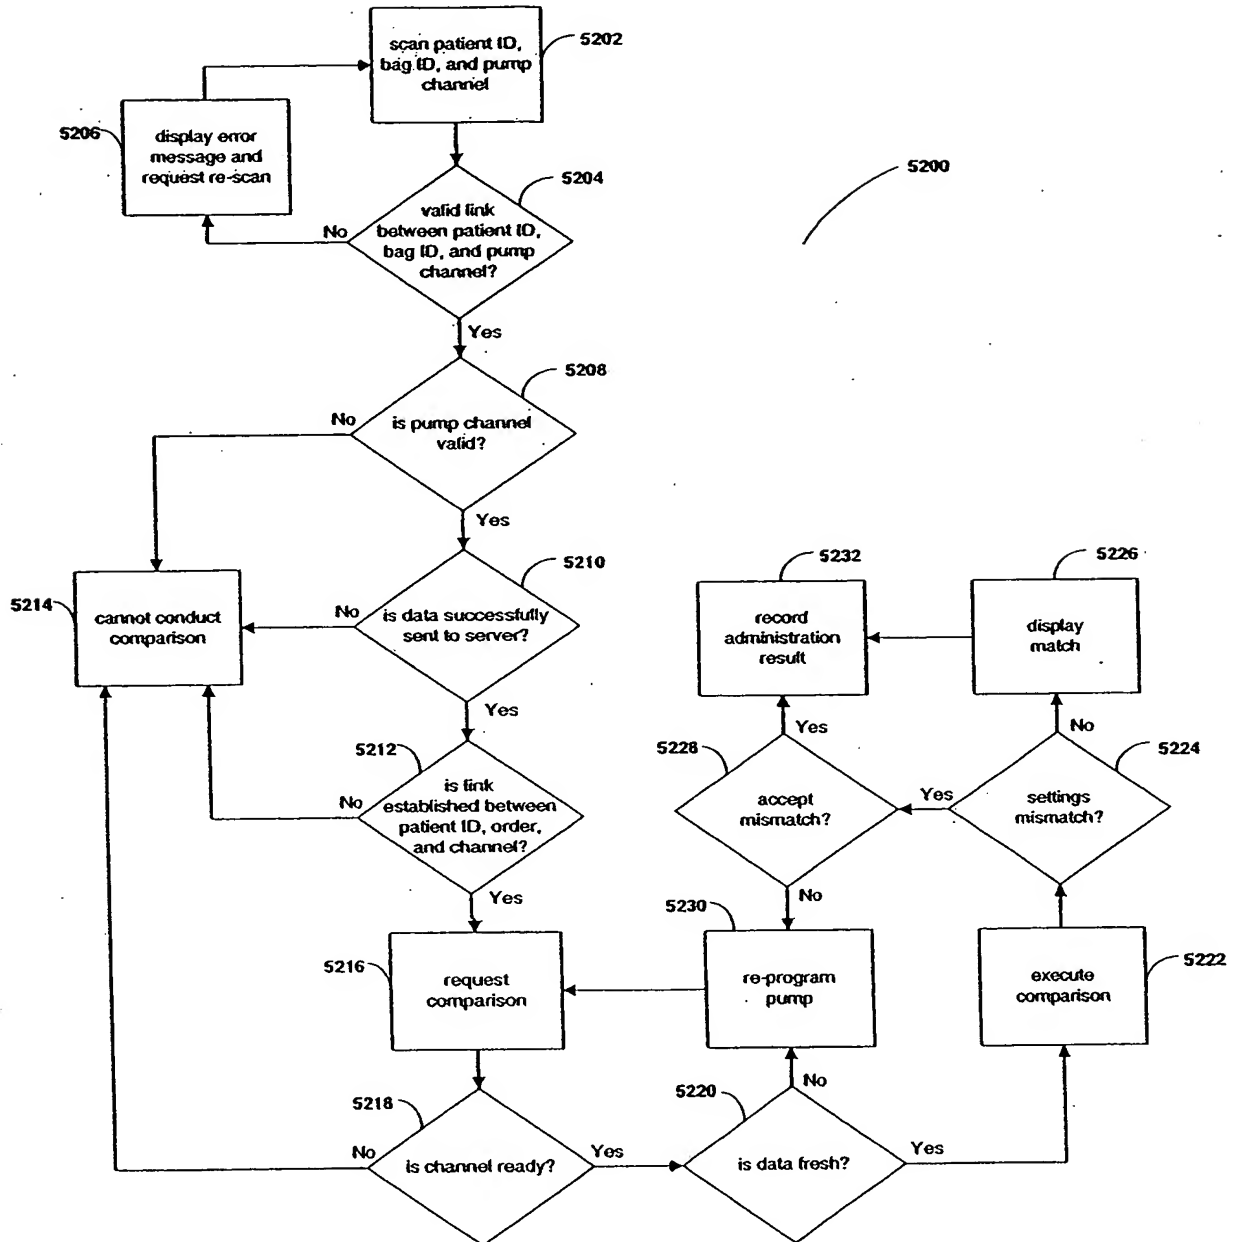 scan patient ID,
bag ID, and pump
channel
5202
5206
display error
message and
request re-scan
5200
5204
valid link
between patient ID,
bag ID, and pump
channel?
No
Yes
5208
is pump channel
valid?
No
Yes
5210
is data successfully
sent to server?
No
Yes
5214
cannot conduct
comparison
5212
is link
established between
patient ID, order,
and channel?
No
Yes
5216
request
comparison
5218
is channel ready?
No
Yes
5220
is data fresh?
No
Yes
5230
re-program
pump
5222
execute
comparison
5224
settings
mismatch?
No
Yes
5228
accept
mismatch?
Yes
No
5226
display
match
5232
record
administration
result